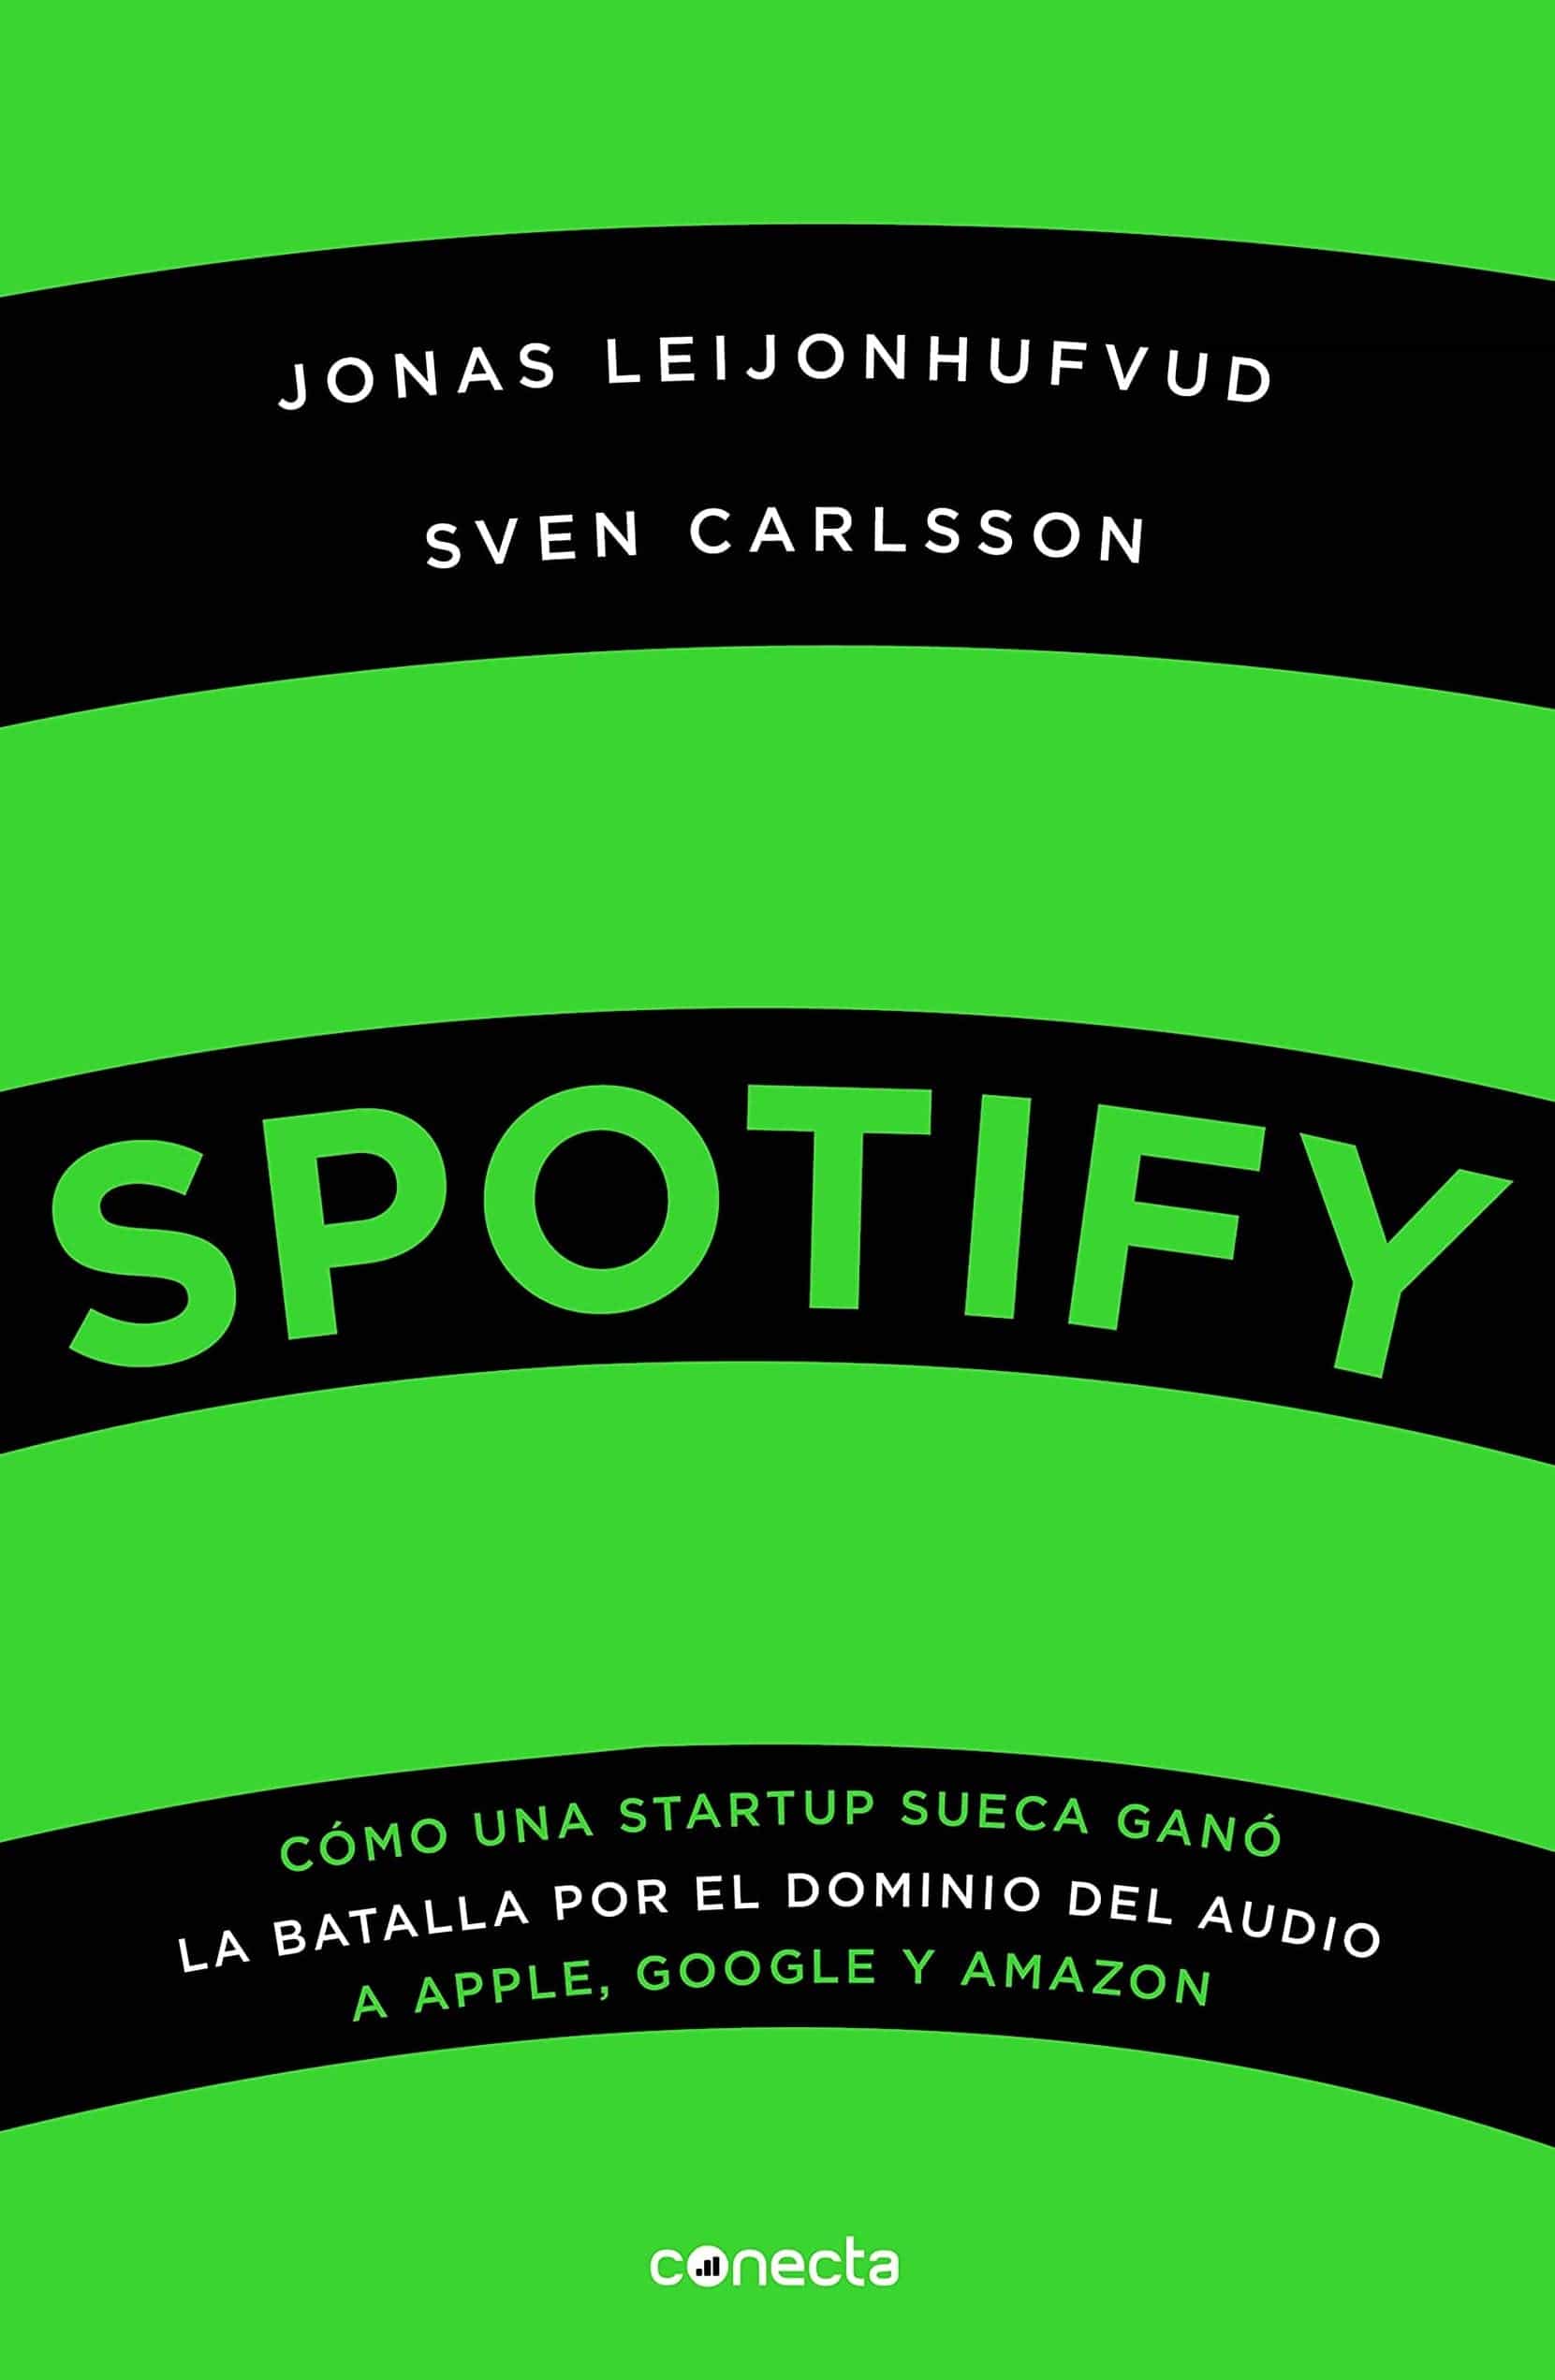 JONAS LEIJONHUFVUD
SVEN CARLSSON
SPOTIFY
CÓMO UNA STARTUP SUECA GANÓ
LA BATALLA POR EL DOMINIO DEL AUDIO
A APPLE, GOOGLE Y AMAZON
conecta